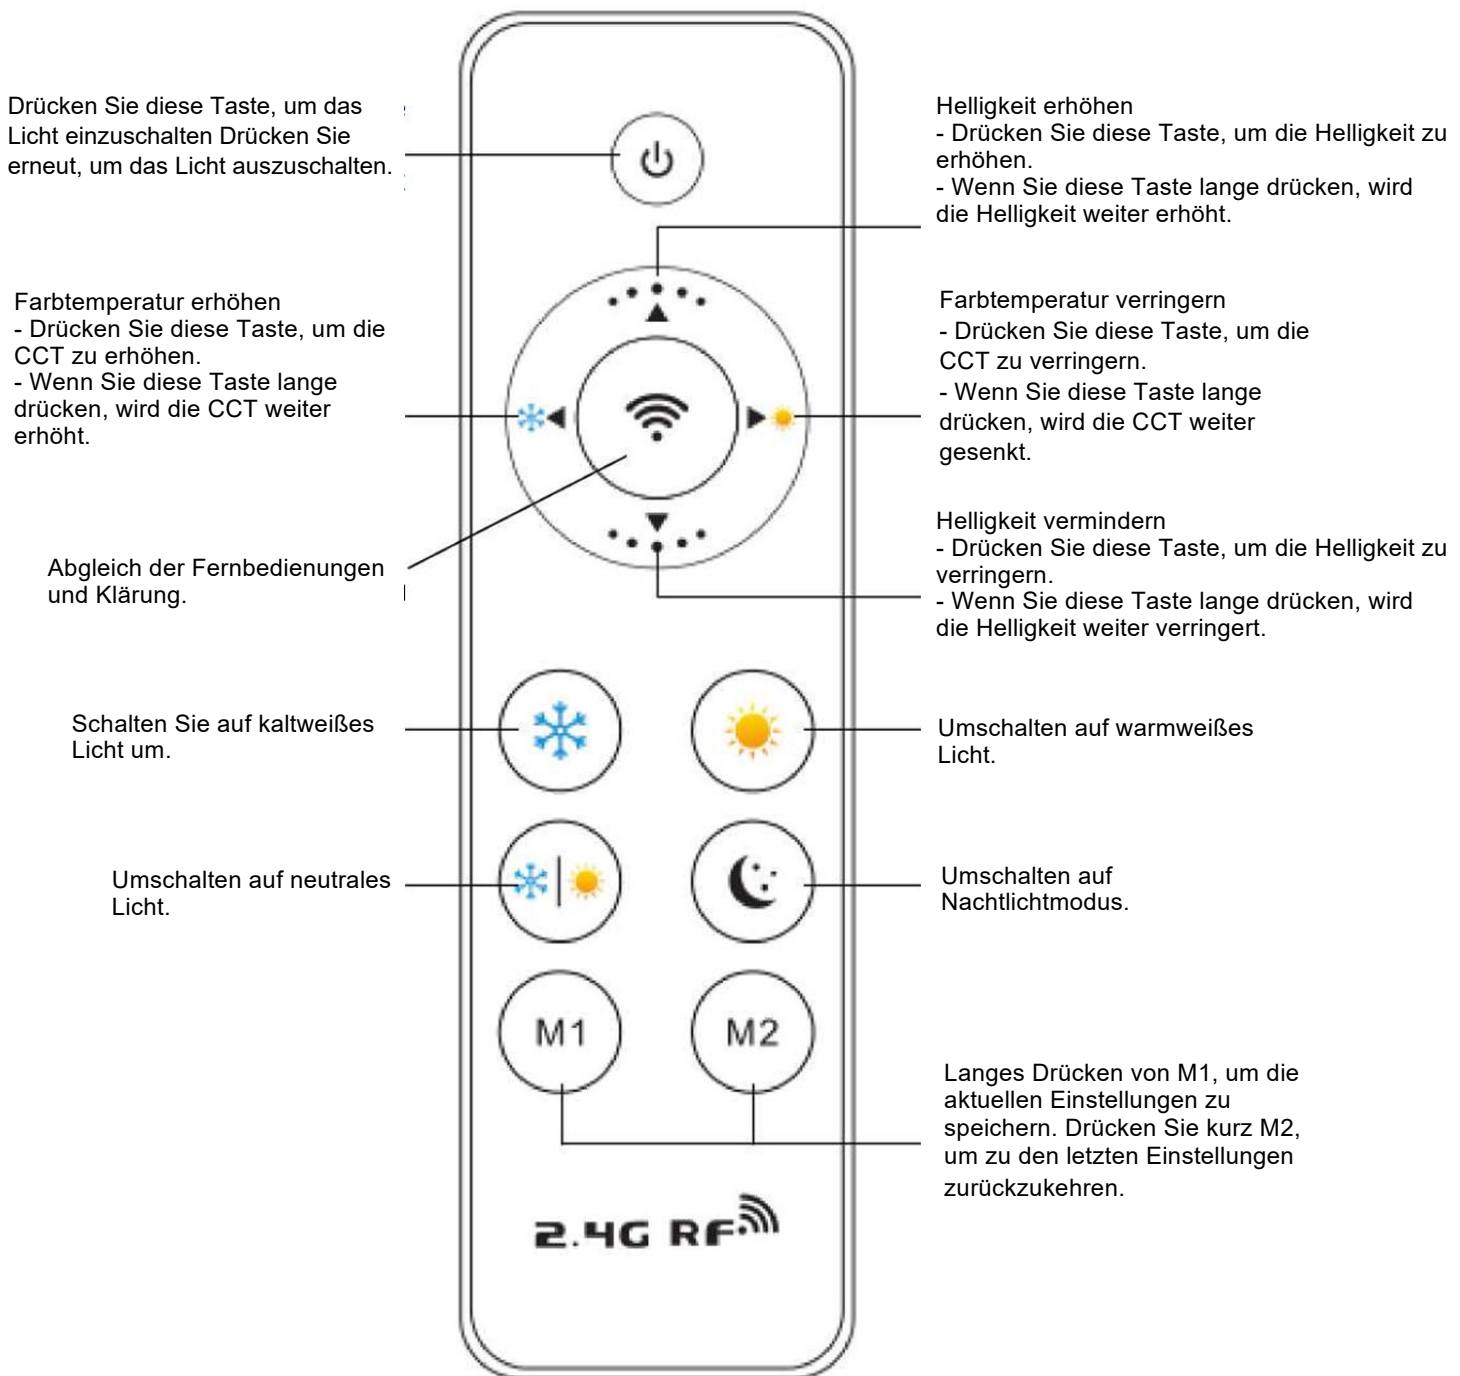 Drücken Sie diese Taste, um das
Licht einzuschalten Drücken Sie
erneut, um das Licht auszuschalten.
Helligkeit erhöhen
- Drücken Sie diese Taste, um die Helligkeit zu
erhöhen.
- Wenn Sie diese Taste lange drücken, wird
die Helligkeit weiter erhöht.
Farbtemperatur erhöhen
- Drücken Sie diese Taste, um die
CCT zu erhöhen.
- Wenn Sie diese Taste lange
drücken, wird die CCT weiter
erhöht.
Farbtemperatur verringern
- Drücken Sie diese Taste, um die
CCT zu verringern.
- Wenn Sie diese Taste lange
drücken, wird die CCT weiter
gesenkt.
Abgleich der Fernbedienungen
und Klärung.
Helligkeit vermindern
- Drücken Sie diese Taste, um die Helligkeit zu
verringern.
- Wenn Sie diese Taste lange drücken, wird
die Helligkeit weiter verringert.
Schalten Sie auf kaltweißes
Licht um.
Umschalten auf warmweißes
Licht.
Umschalten auf neutrales
Licht.
Umschalten auf
Nachtlichtmodus.
M1
M2
Langes Drücken von M1, um die
aktuellen Einstellungen zu
speichern. Drücken Sie kurz M2,
um zu den letzten Einstellungen
zurückzukehren.
2.4G RF